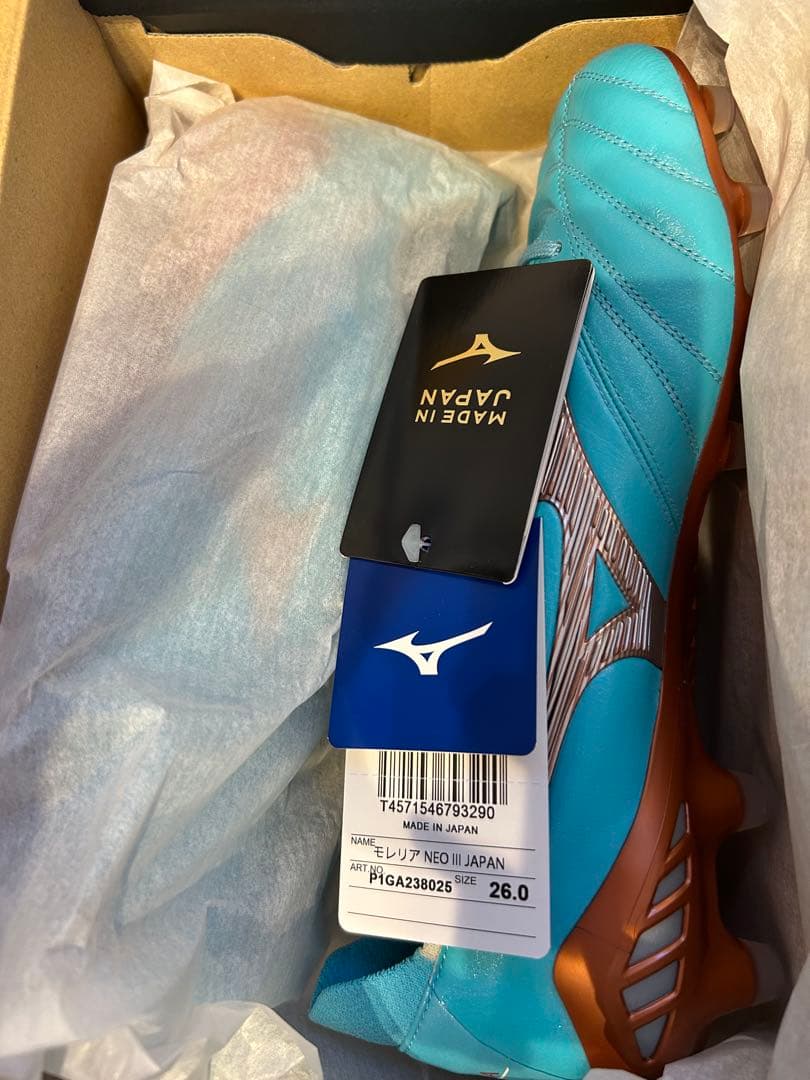 MADE IN
JAPAN
T4571546793290
MADE IN JAPAN
NAME モレリア NEO III JAPAN
ART.NO P1GA238025 SIZE 26.0